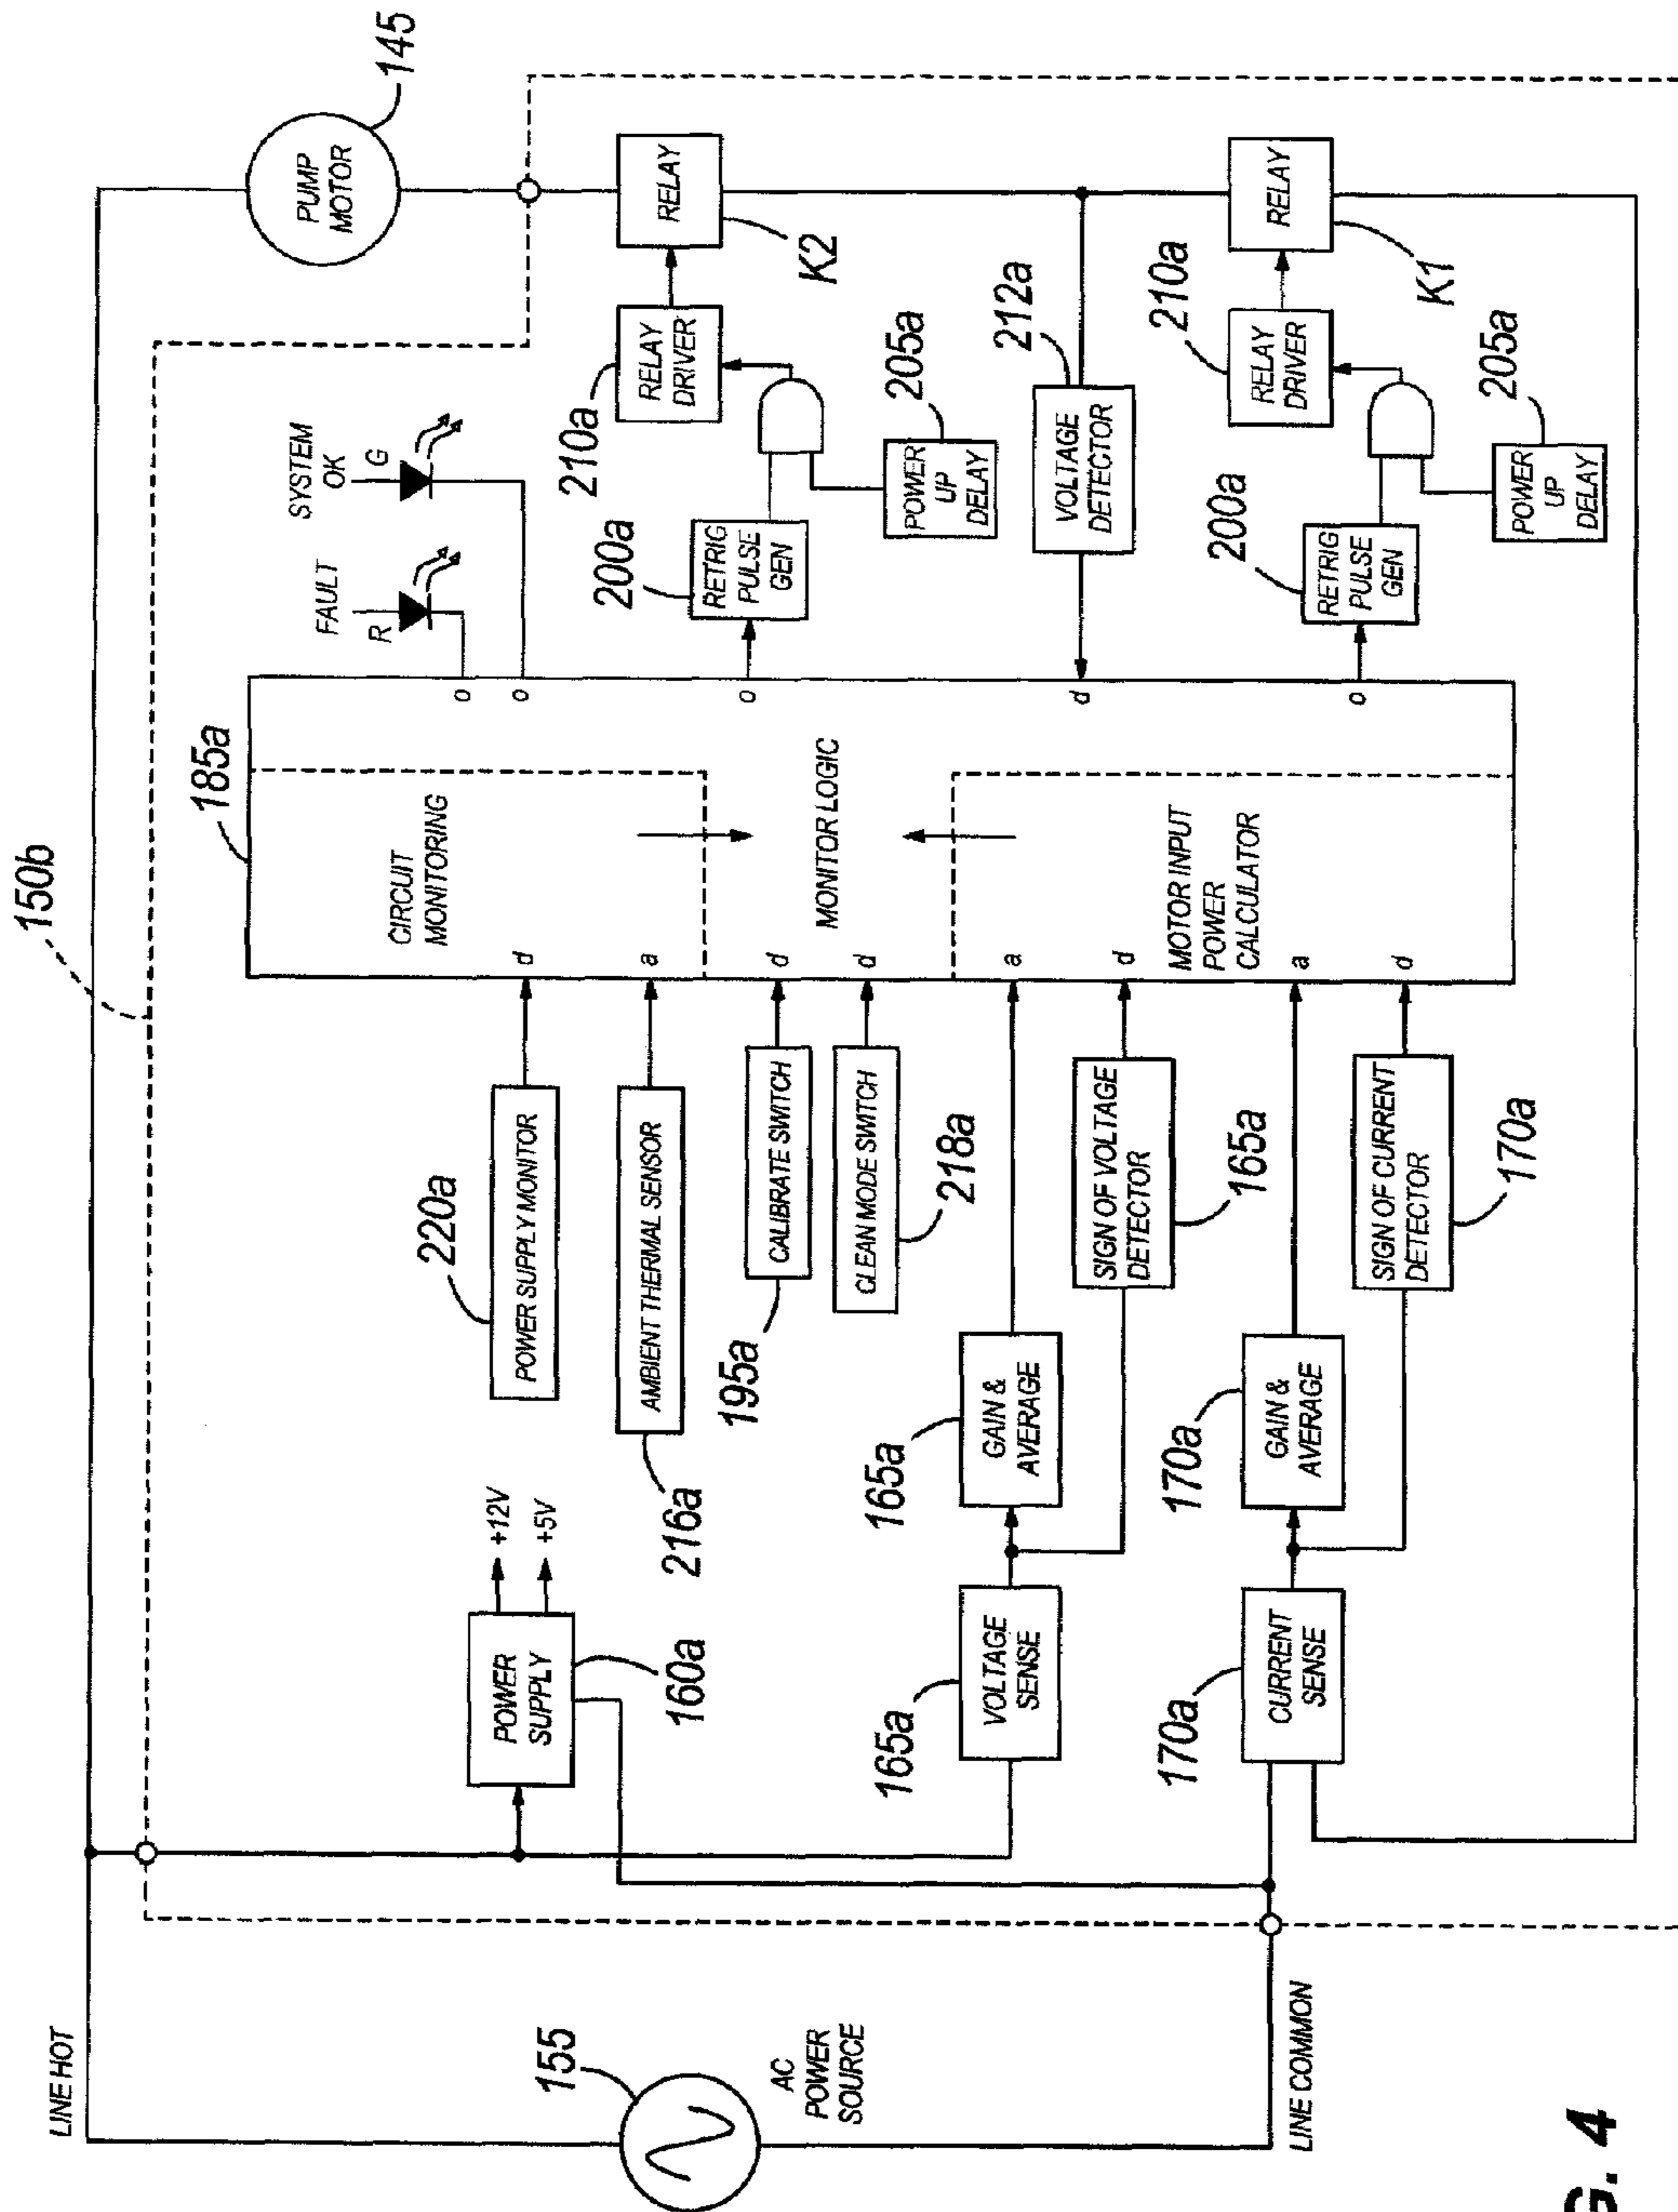 150b
LINE HOT
155
AC
POWER
SOURCE
LINE COMMON
POWER
SUPPLY
+12V
+5V
160a
220a
POWER SUPPLY MONITOR
AMBIENT THERMAL SENSOR
216a
195a
CALIBRATE SWITCH
CLEAN MODE SWITCH
218a
165a
VOLTAGE
SENSE
165a
GAIN &
AVERAGE
SIGN OF VOLTAGE
DETECTOR
165a
170a
CURRENT
SENSE
170a
GAIN &
AVERAGE
SIGN OF CURRENT
DETECTOR
170a
185a
CIRCUIT
MONITORING
d
a
MONITOR LOGIC
d
d
MOTOR INPUT
POWER
CALCULATOR
a
d
a
d
o
o
o
d
o
FAULT
R
SYSTEM
OK
G
PUMP
MOTOR
145
200a
RETRIG
PULSE
GEN
210a
RELAY
DRIVER
RELAY
K2
205a
POWER
UP
DELAY
VOLTAGE
DETECTOR
212a
200a
RETRIG
PULSE
GEN
210a
RELAY
DRIVER
RELAY
K1
205a
POWER
UP
DELAY
G. 4